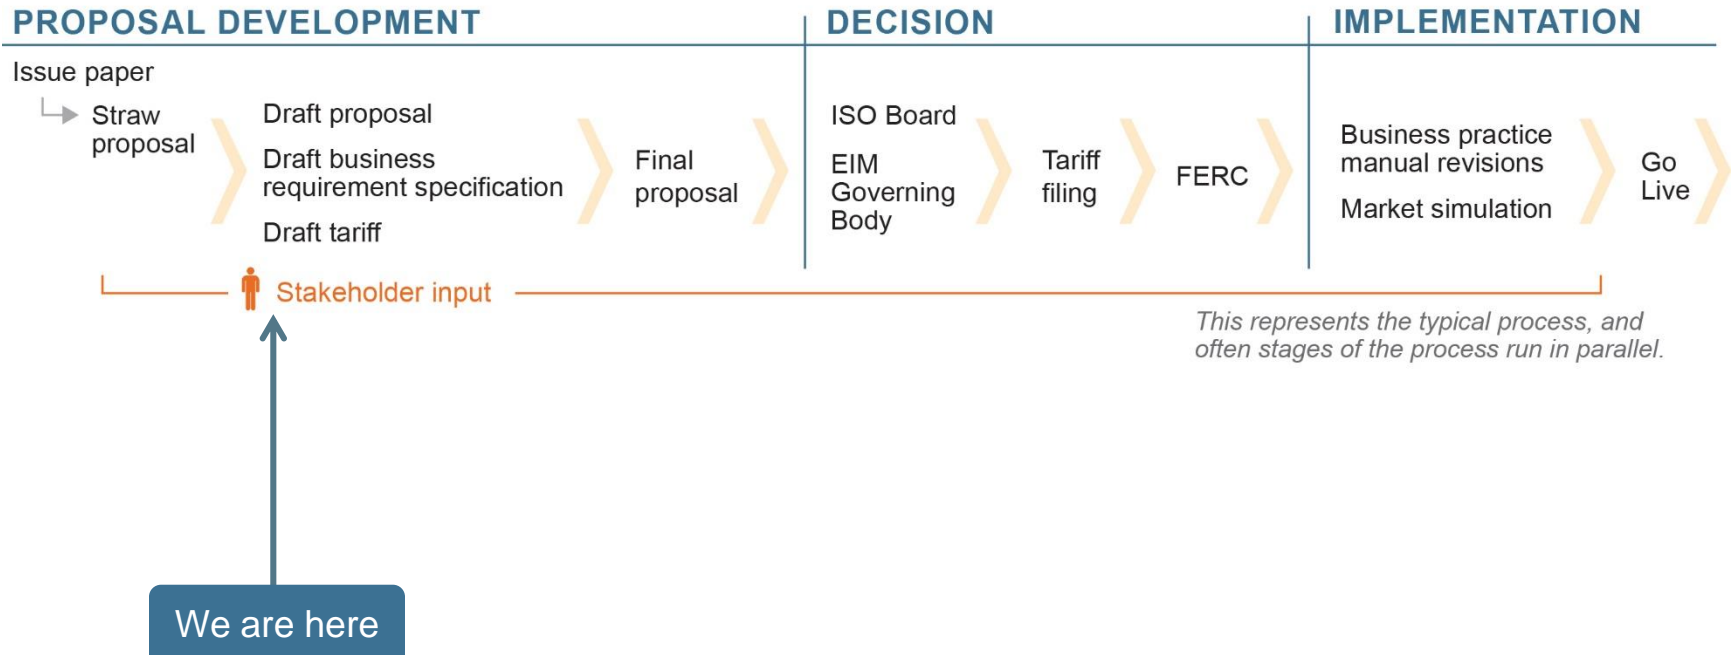 PROPOSAL DEVELOPMENT
DECISION
IMPLEMENTATION
Issue paper
Straw
proposal
Draft proposal
Draft business
requirement specification
Draft tariff
Final
proposal
ISO Board
EIM
Governing
Body
Tariff
filing
FERC
Business practice
manual revisions
Market simulation
Go
Live
Stakeholder input
This represents the typical process, and
often stages of the process run in parallel.
We are here